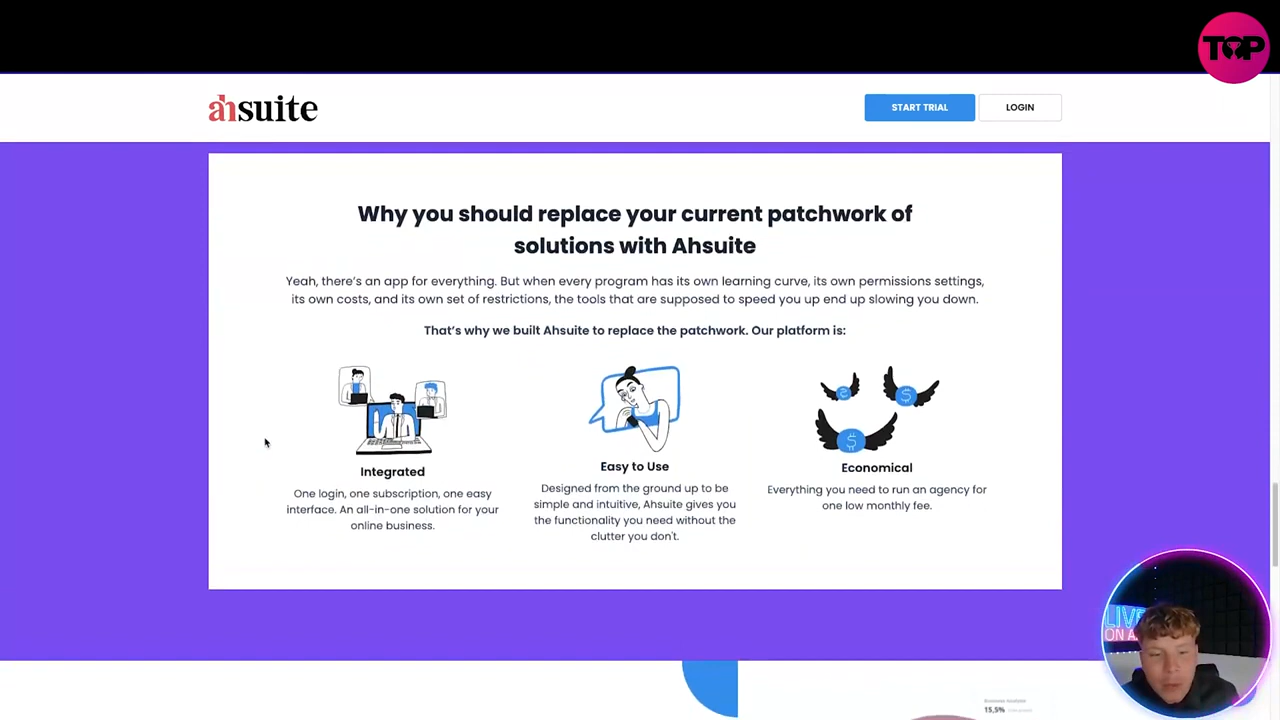 TOP
ahsuite
START TRIAL
LOGIN
Why you should replace your current patchwork of
solutions with Ahsuite
Yeah, there's an app for everything. But when every program has its own learning curve, its own permissions settings,
its own costs, and its own set of restrictions, the tools that are supposed to speed you up end up slowing you down.
That's why we built Ahsuite to replace the patchwork. Our platform is:
Integrated
One login, one subscription, one easy
interface. An all-in-one solution for your
online business.
Easy to Use
Designed from the ground up to be
simple and intuitive, Ahsuite gives you
the functionality you need without the
clutter you don't.
Economical
Everything you need to run an agency for
one low monthly fee.
LIVE
ON A
15,5%